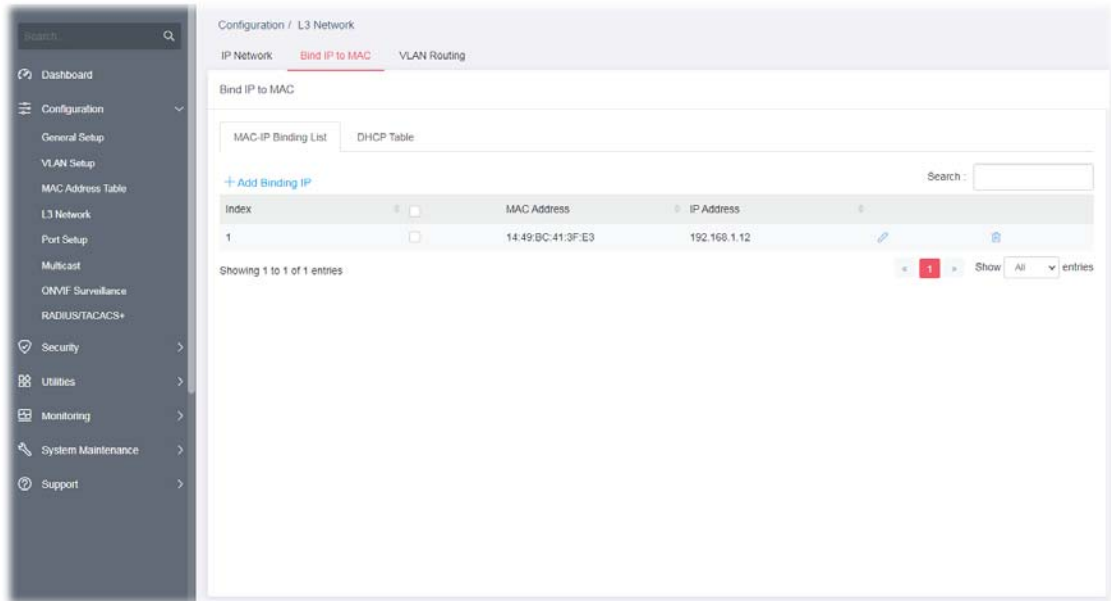 Search...
Dashboard
Configuration
General Setup
VLAN Setup
MAC Address Table
L3 Network
Port Setup
Multicast
ONVIF Surveillance
RADIUS/TACACS+
Security
Utilities
Monitoring
System Maintenance
Support
Configuration / L3 Network
IP Network Bind IP to MAC VLAN Routing
Bind IP to MAC
MAC-IP Binding List DHCP Table
+ Add Binding IP Search :
Index MAC Address IP Address
1 14:49:BC:41:3F:E3 192.168.1.12
Showing 1 to 1 of 1 entries « 1 » Show All entries